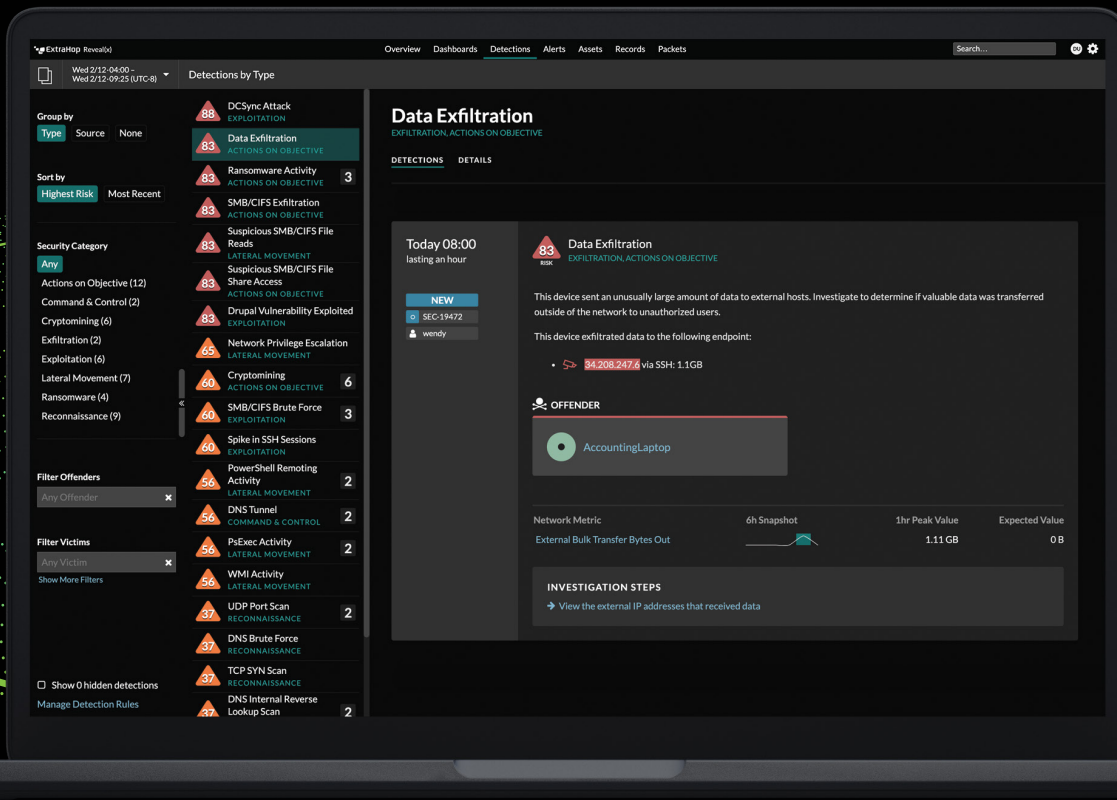 ExtraHop Reveal(x)
Overview Dashboards Detections Alerts Assets Records Packets
Search...
DU
Wed 2/12-04:00 –
Wed 2/12-09:25 (UTC-8)
Detections by Type
Group by
Type Source None
Sort by
Highest Risk Most Recent
Security Category
Any
Actions on Objective (12)
Command & Control (2)
Cryptomining (6)
Exfiltration (2)
Exploitation (6)
Lateral Movement (7)
Ransomware (4)
Reconnaissance (9)
«
Filter Offenders
Any Offender
Filter Victims
Any Victim
Show More Filters
Show 0 hidden detections
Manage Detection Rules
88 DCSync Attack
EXPLOITATION
83 Data Exfiltration
ACTIONS ON OBJECTIVE
83 Ransomware Activity 3
ACTIONS ON OBJECTIVE
83 SMB/CIFS Exfiltration
ACTIONS ON OBJECTIVE
83 Suspicious SMB/CIFS File
Reads
LATERAL MOVEMENT
83 Suspicious SMB/CIFS File
Share Access
ACTIONS ON OBJECTIVE
83 Drupal Vulnerability Exploited
EXPLOITATION
65 Network Privilege Escalation
LATERAL MOVEMENT
60 Cryptomining 6
ACTIONS ON OBJECTIVE
60 SMB/CIFS Brute Force 3
EXPLOITATION
60 Spike in SSH Sessions
EXPLOITATION
56 PowerShell Remoting
Activity 2
LATERAL MOVEMENT
56 DNS Tunnel 2
COMMAND & CONTROL
56 PsExec Activity 2
LATERAL MOVEMENT
56 WMI Activity
LATERAL MOVEMENT
37 UDP Port Scan 2
RECONNAISSANCE
37 DNS Brute Force
RECONNAISSANCE
37 TCP SYN Scan
RECONNAISSANCE
37 DNS Internal Reverse
Lookup Scan 2
Data Exfiltration
EXFILTRATION, ACTIONS ON OBJECTIVE
DETECTIONS DETAILS
Today 08:00
lasting an hour
NEW
SEC-19472
wendy
83 RISK
Data Exfiltration
EXFILTRATION, ACTIONS ON OBJECTIVE
This device sent an unusually large amount of data to external hosts. Investigate to determine if valuable data was transferred
outside of the network to unauthorized users.
This device exfiltrated data to the following endpoint:
• 34.208.247.6 via SSH: 1.1GB
OFFENDER
AccountingLaptop
Network Metric 6h Snapshot 1hr Peak Value Expected Value
External Bulk Transfer Bytes Out 1.11 GB 0 B
INVESTIGATION STEPS
View the external IP addresses that received data